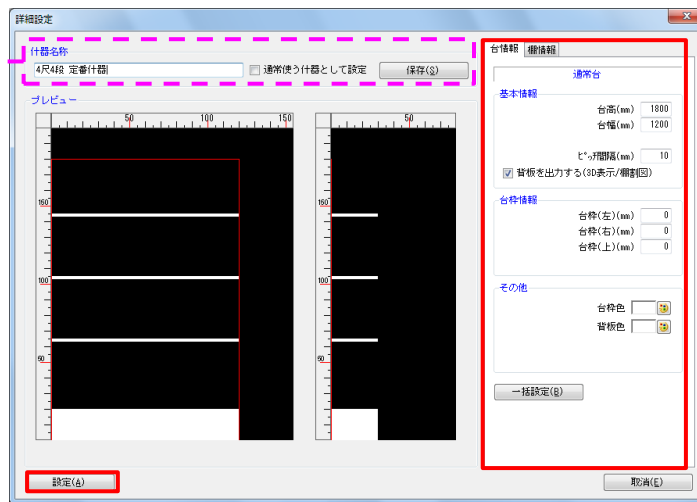 詳細設定
什器名称
4尺4段 定番什器
通常使う什器として設定
保存(S)
プレビュー
50 100 150
50
150
100
50
150
100
50
台情報 棚情報
通常台
基本情報
台高(mm) 1800
台幅(mm) 1200
ﾋﾟｯﾁ間隔(mm) 10
背板を出力する(3D表示/棚割図)
台枠情報
台枠(左)(mm) 0
台枠(右)(mm) 0
台枠(上)(mm) 0
その他
台枠色
背板色
一括設定(B)
設定(A)
取消(E)